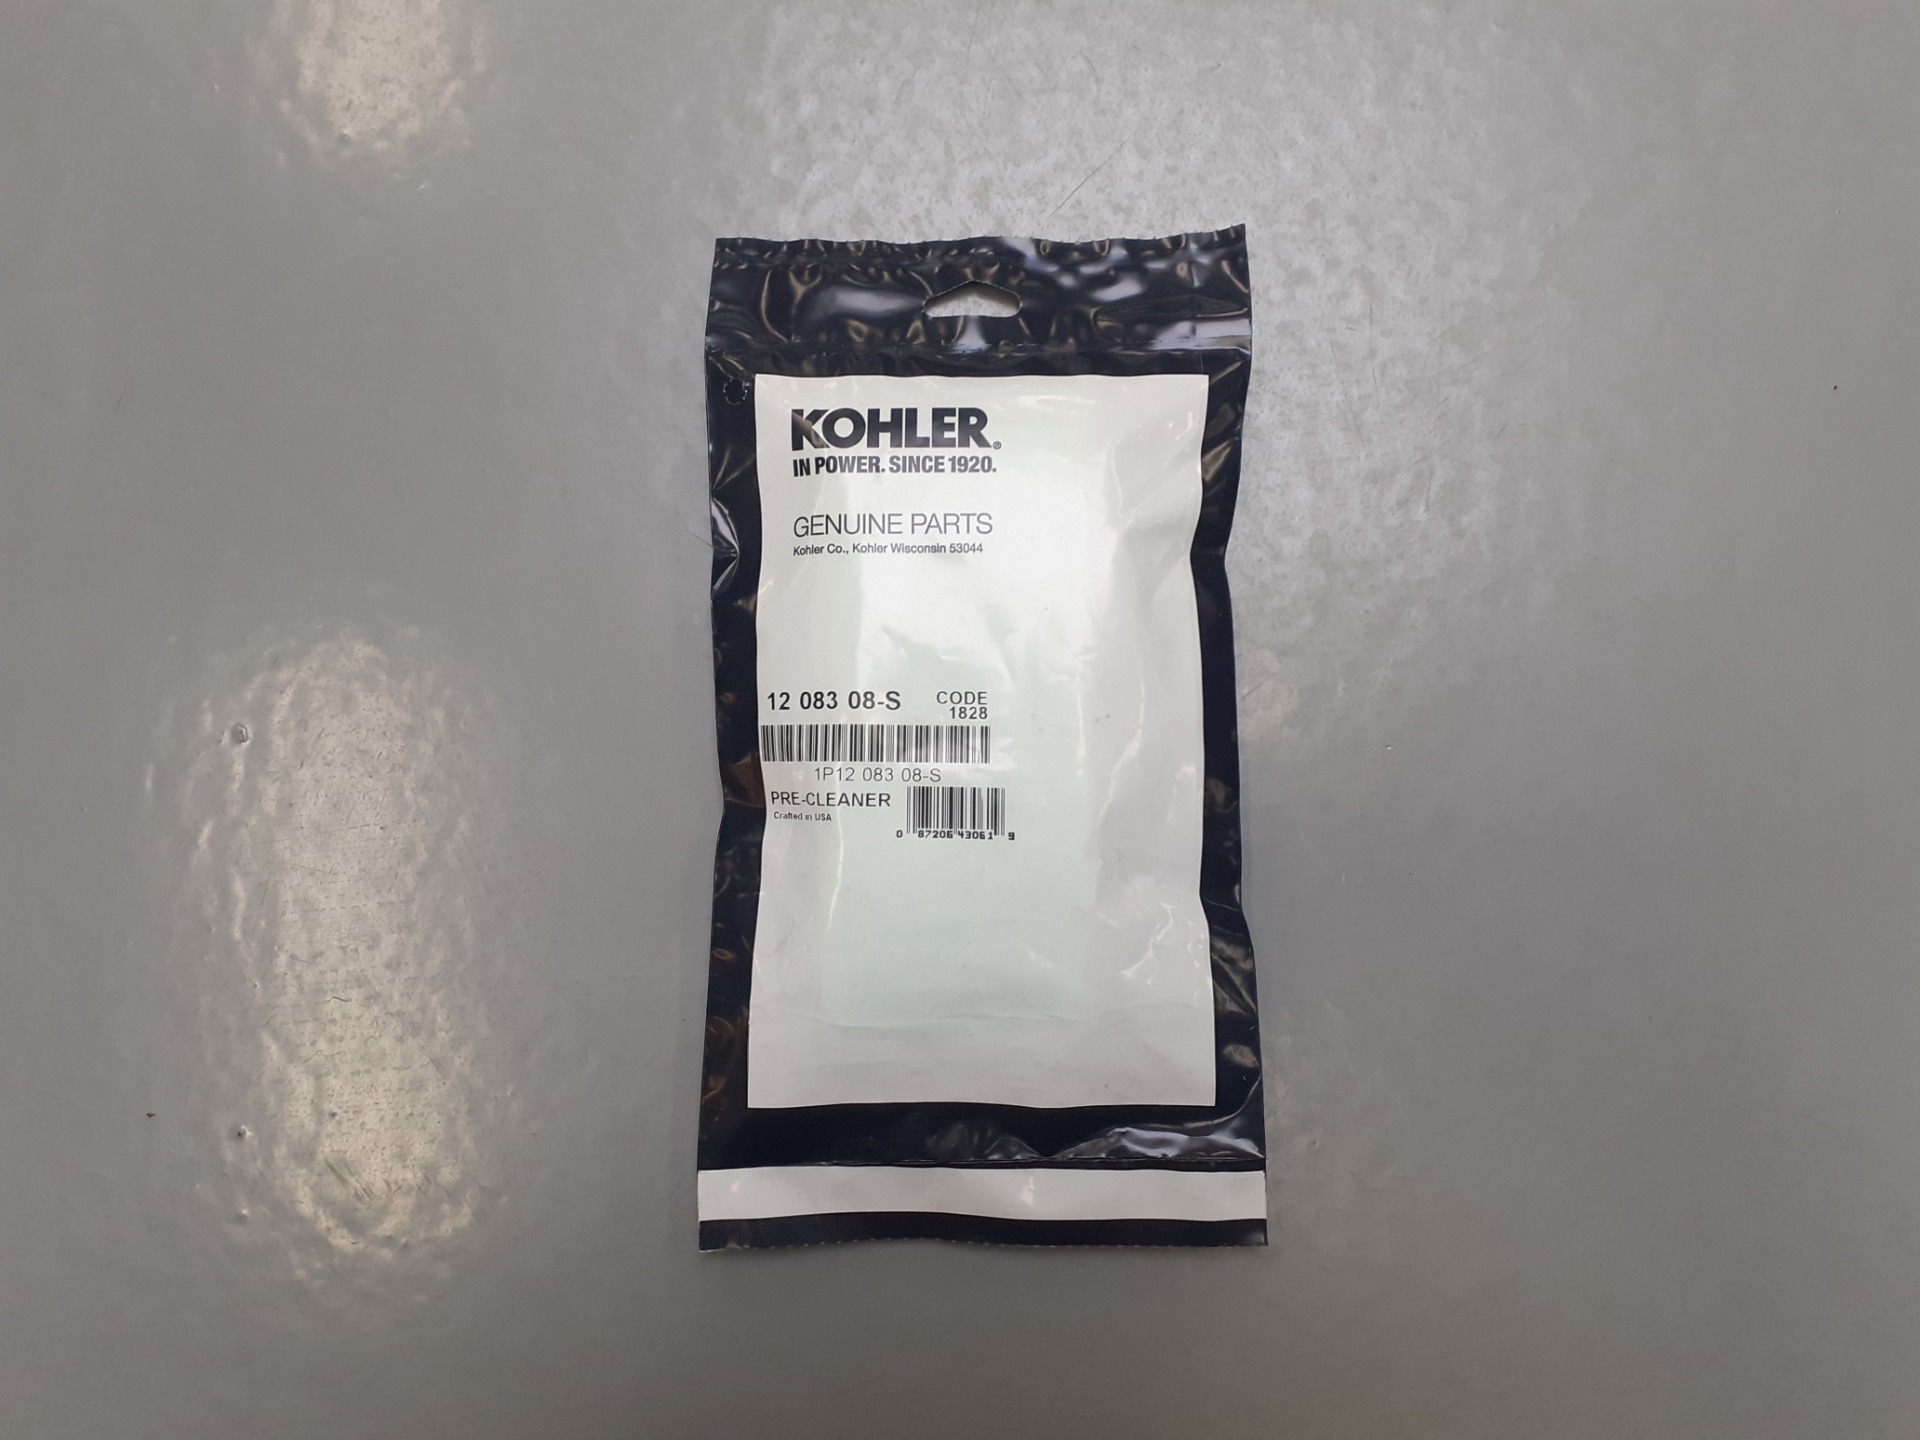 KOHLER®
IN POWER. SINCE 1920.
GENUINE PARTS
Kohler Co., Kohler Wisconsin 53044
12 083 08-S CODE
1828
1P12 083 08-S
PRE-CLEANER
Crafted in USA
0 87206 43061 9